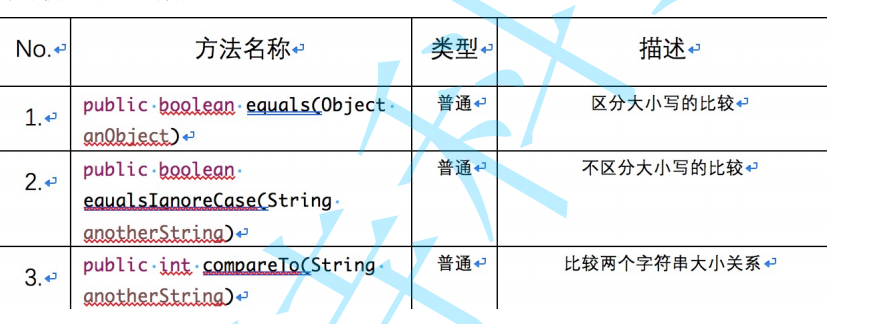 No. 方法名称 类型 描述
1. public boolean equals(Object 普通 区分大小写的比较
anObject)
2. public boolean 普通 不区分大小写的比较
equalsIanoreCase(String
anotherString)
3. public int compareTo(String 普通 比较两个字符串大小关系
anotherString)